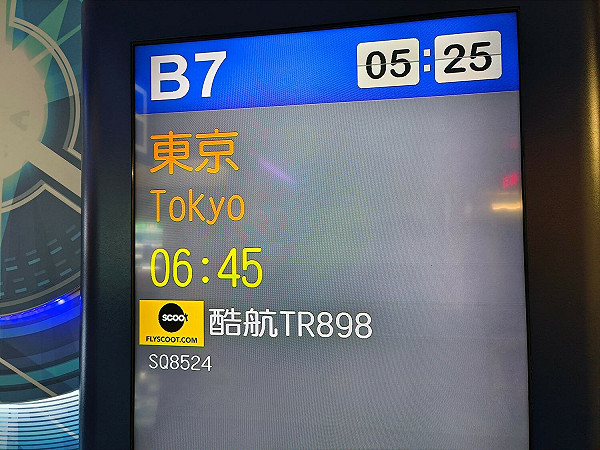 B7 05:25
東京
Tokyo
06:45
scoot
FLYSCOOT.COM
酷航TR898
SQ8524